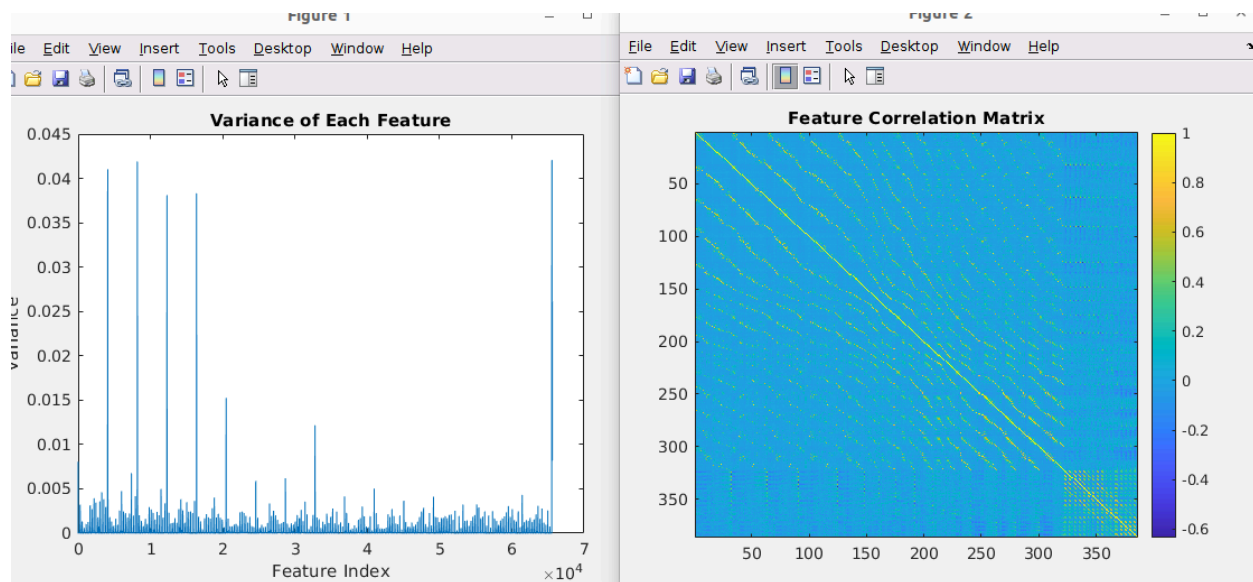 Figure 1
ile Edit View Insert Tools Desktop Window Help
Variance of Each Feature
0.045
0.04
0.035
0.03
0.025
0.02
0.015
0.01
0.005
0
Variance
0 1 2 3 4 5 6 7
Feature Index
×10⁴
Figure 2
File Edit View Insert Tools Desktop Window Help
Feature Correlation Matrix
50
100
150
200
250
300
350
50 100 150 200 250 300 350
1
0.8
0.6
0.4
0.2
0
-0.2
-0.4
-0.6